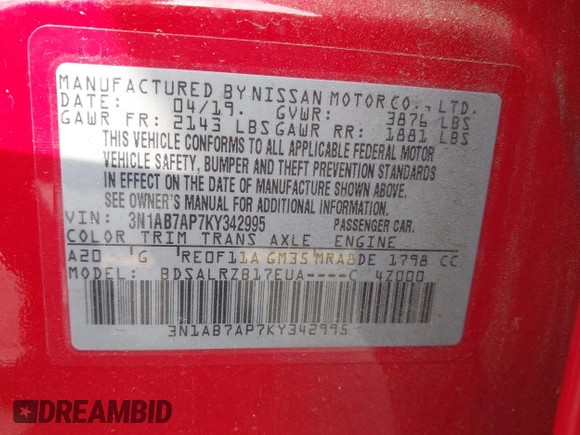 MANUFACTURED BY NISSAN MOTOR CO., LTD.
DATE: 04/19. GVWR: 3876 LBS
GAWR FR: 2143 LBS GAWR RR: 1881 LBS
THIS VEHICLE CONFORMS TO ALL APPLICABLE FEDERAL MOTOR
VEHICLE SAFETY, BUMPER AND THEFT PREVENTION STANDARDS
IN EFFECT ON THE DATE OF MANUFACTURE SHOWN ABOVE.
SEE OWNER'S MANUAL FOR ADDITIONAL INFORMATION.
VIN: 3N1AB7AP7KY342995 PASSENGER CAR.
COLOR TRIM TRANS AXLE ENGINE
A20 G RE0F11A GM35 MRA8DE 1798 CC
MODEL: BDSALRZB17EUA----C 4Z000
3N1AB7AP7KY342995
DREAMBID